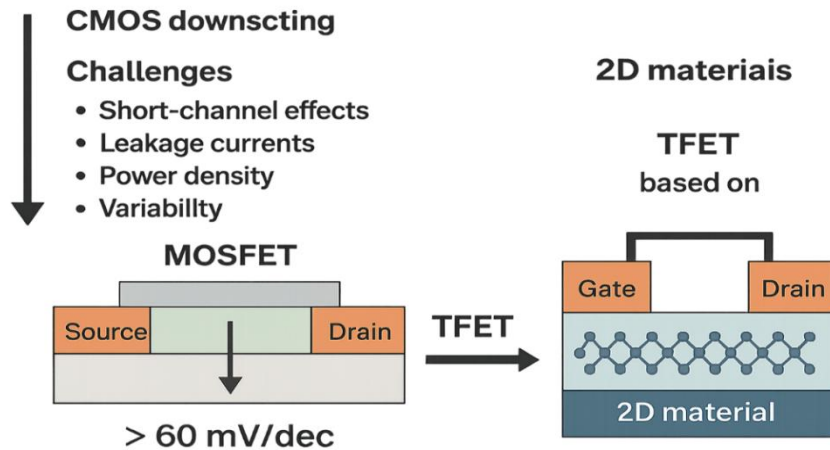 CMOS downscting
Challenges
• Short-channel effects
• Leakage currents
• Power density
• Variabillty
MOSFET
Source
Drain
> 60 mV/dec
TFET
2D materiais
TFET
based on
Gate
Drain
2D material